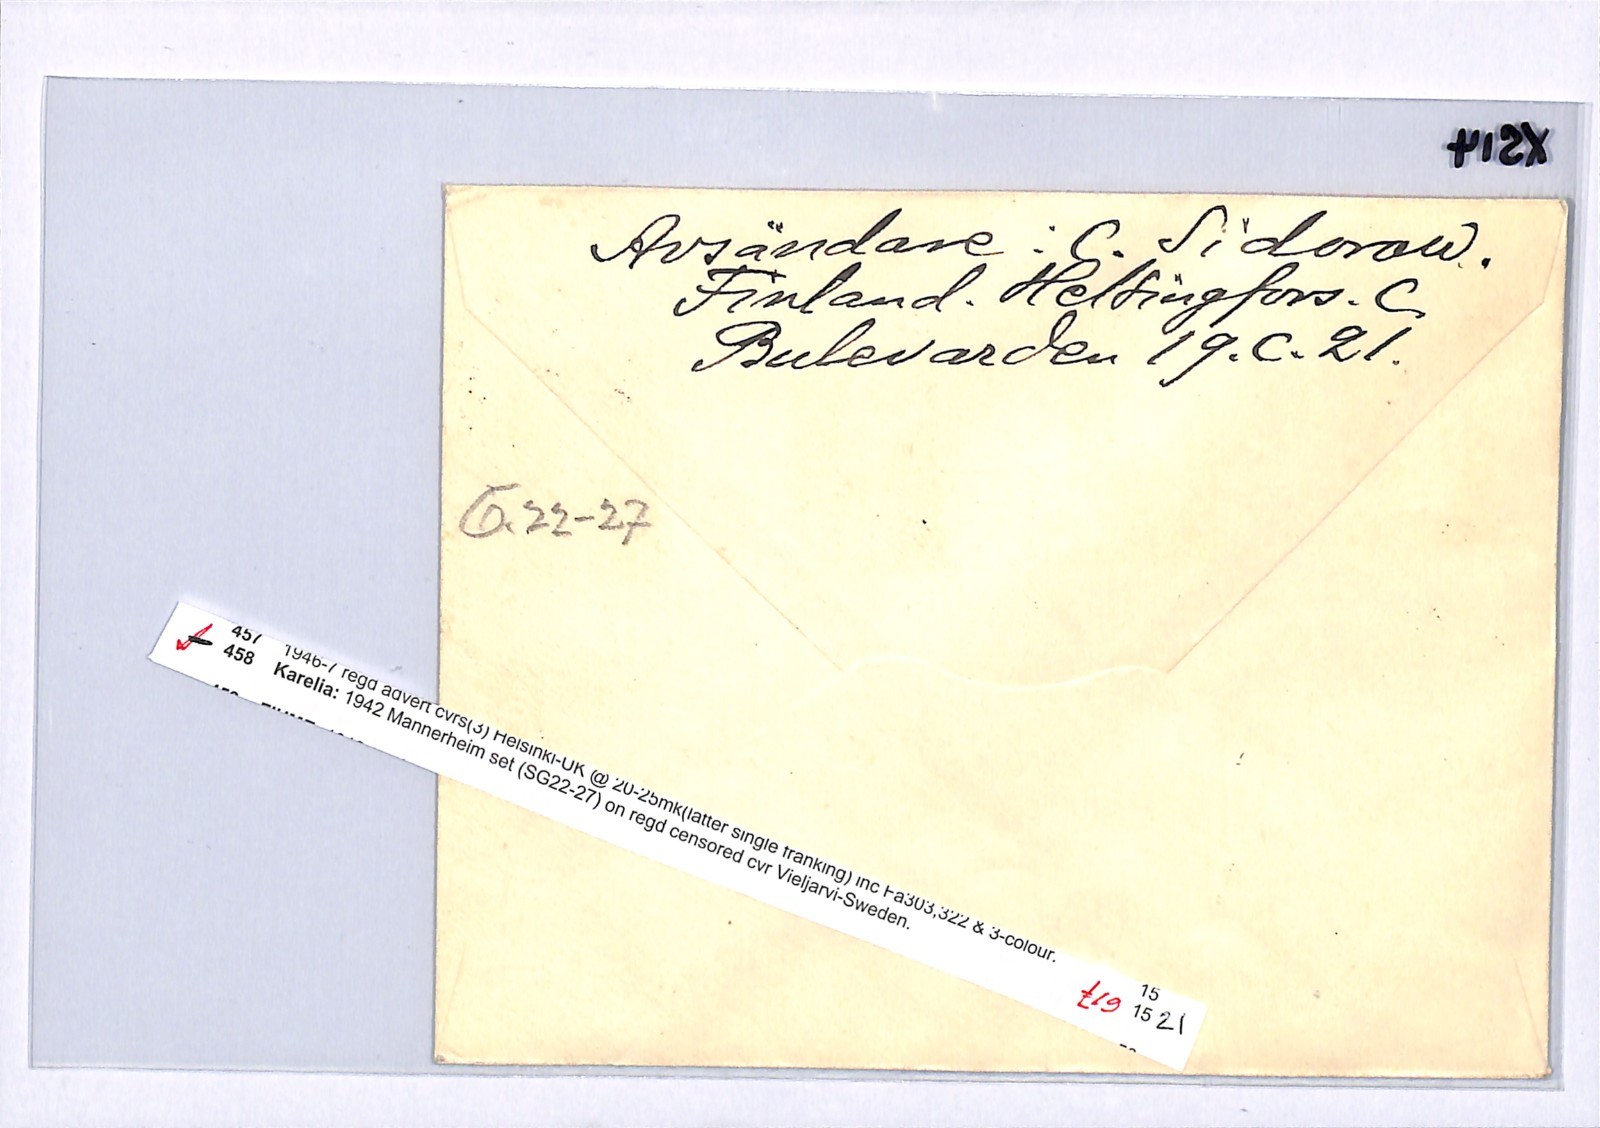 XS14
Avsändare : C. Sidorow.
Finland. Helsingfors. C
Bulevarden 19.C.21.
G. 22-27
457 1946-7 regd advert cvrs(3) Helsinki-UK @ 20-25mk(latter single franking) inc Fa303,322 & 3-colour. 15
458 Karelia: 1942 Mannerheim set (SG22-27) on regd censored cvr Vieljarvi-Sweden. £19 15 21